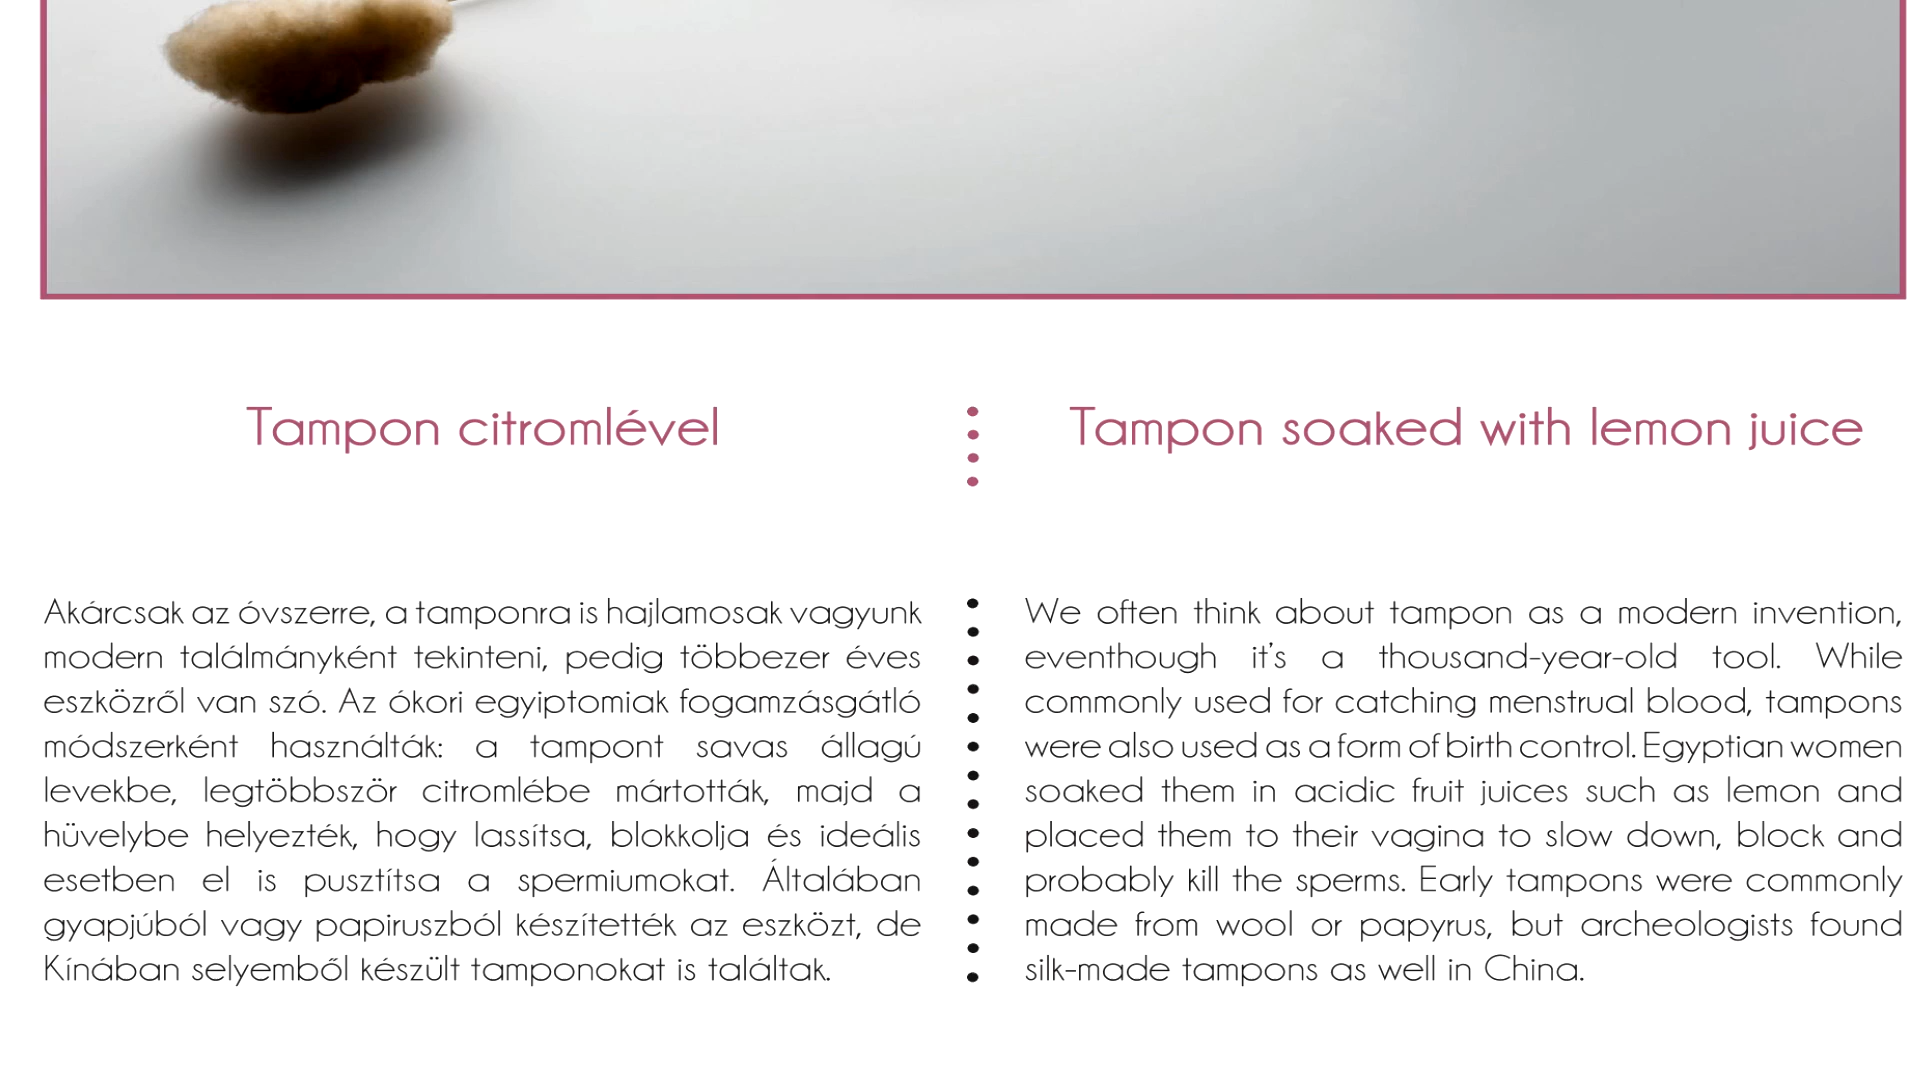 Tampon citromlével
Akárcsak az óvszerre, a tamponra is hajlamosak vagyunk
modern találmányként tekinteni, pedig többezer éves
eszközről van szó. Az ókori egyiptomiak fogamzásgátló
módszerként használták: a tampont savas állagú
levekbe, legtöbbször citromlébe mártották, majd a
hüvelybe helyezték, hogy lassítsa, blokkolja és ideális
esetben el is pusztítsa a spermiumokat. Általában
gyapjúból vagy papiruszból készítették az eszközt, de
Kínában selyemből készült tamponokat is találtak.
Tampon soaked with lemon juice
We often think about tampon as a modern invention,
eventhough it's a thousand-year-old tool. While
commonly used for catching menstrual blood, tampons
were also used as a form of birth control. Egyptian women
soaked them in acidic fruit juices such as lemon and
placed them to their vagina to slow down, block and
probably kill the sperms. Early tampons were commonly
made from wool or papyrus, but archeologists found
silk-made tampons as well in China.